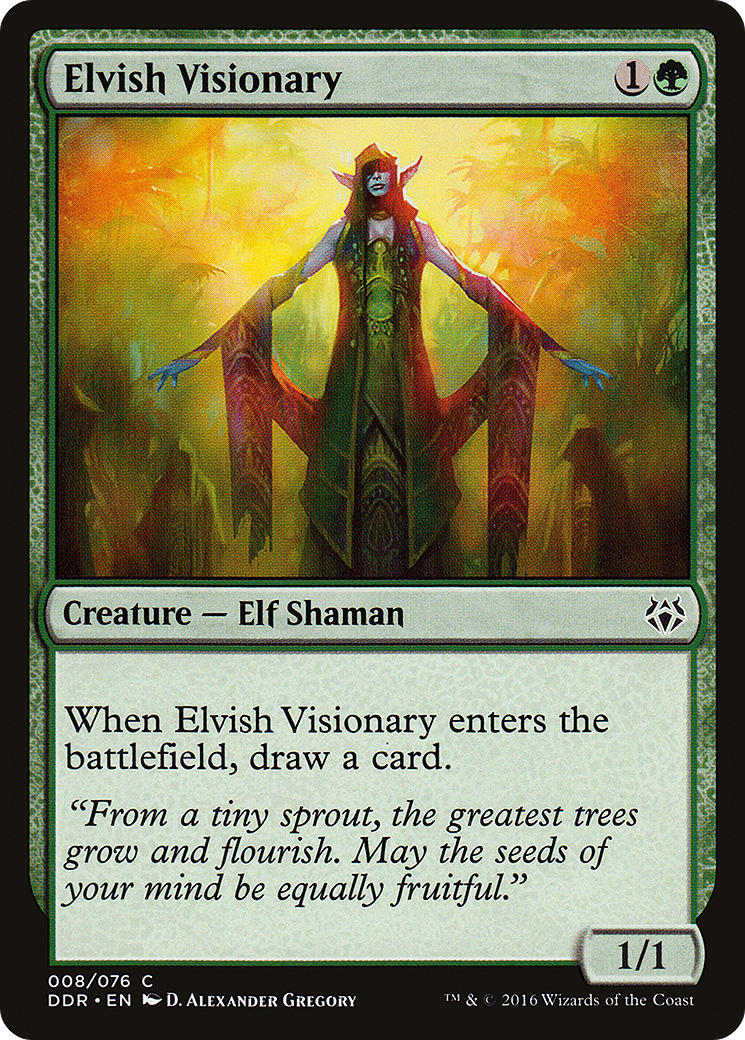 Elvish Visionary 1
Creature — Elf Shaman
When Elvish Visionary enters the
battlefield, draw a card.
“From a tiny sprout, the greatest trees
grow and flourish. May the seeds of
your mind be equally fruitful.”
1/1
008/076 C
DDR • EN D. Alexander Gregory
™ & © 2016 Wizards of the Coast